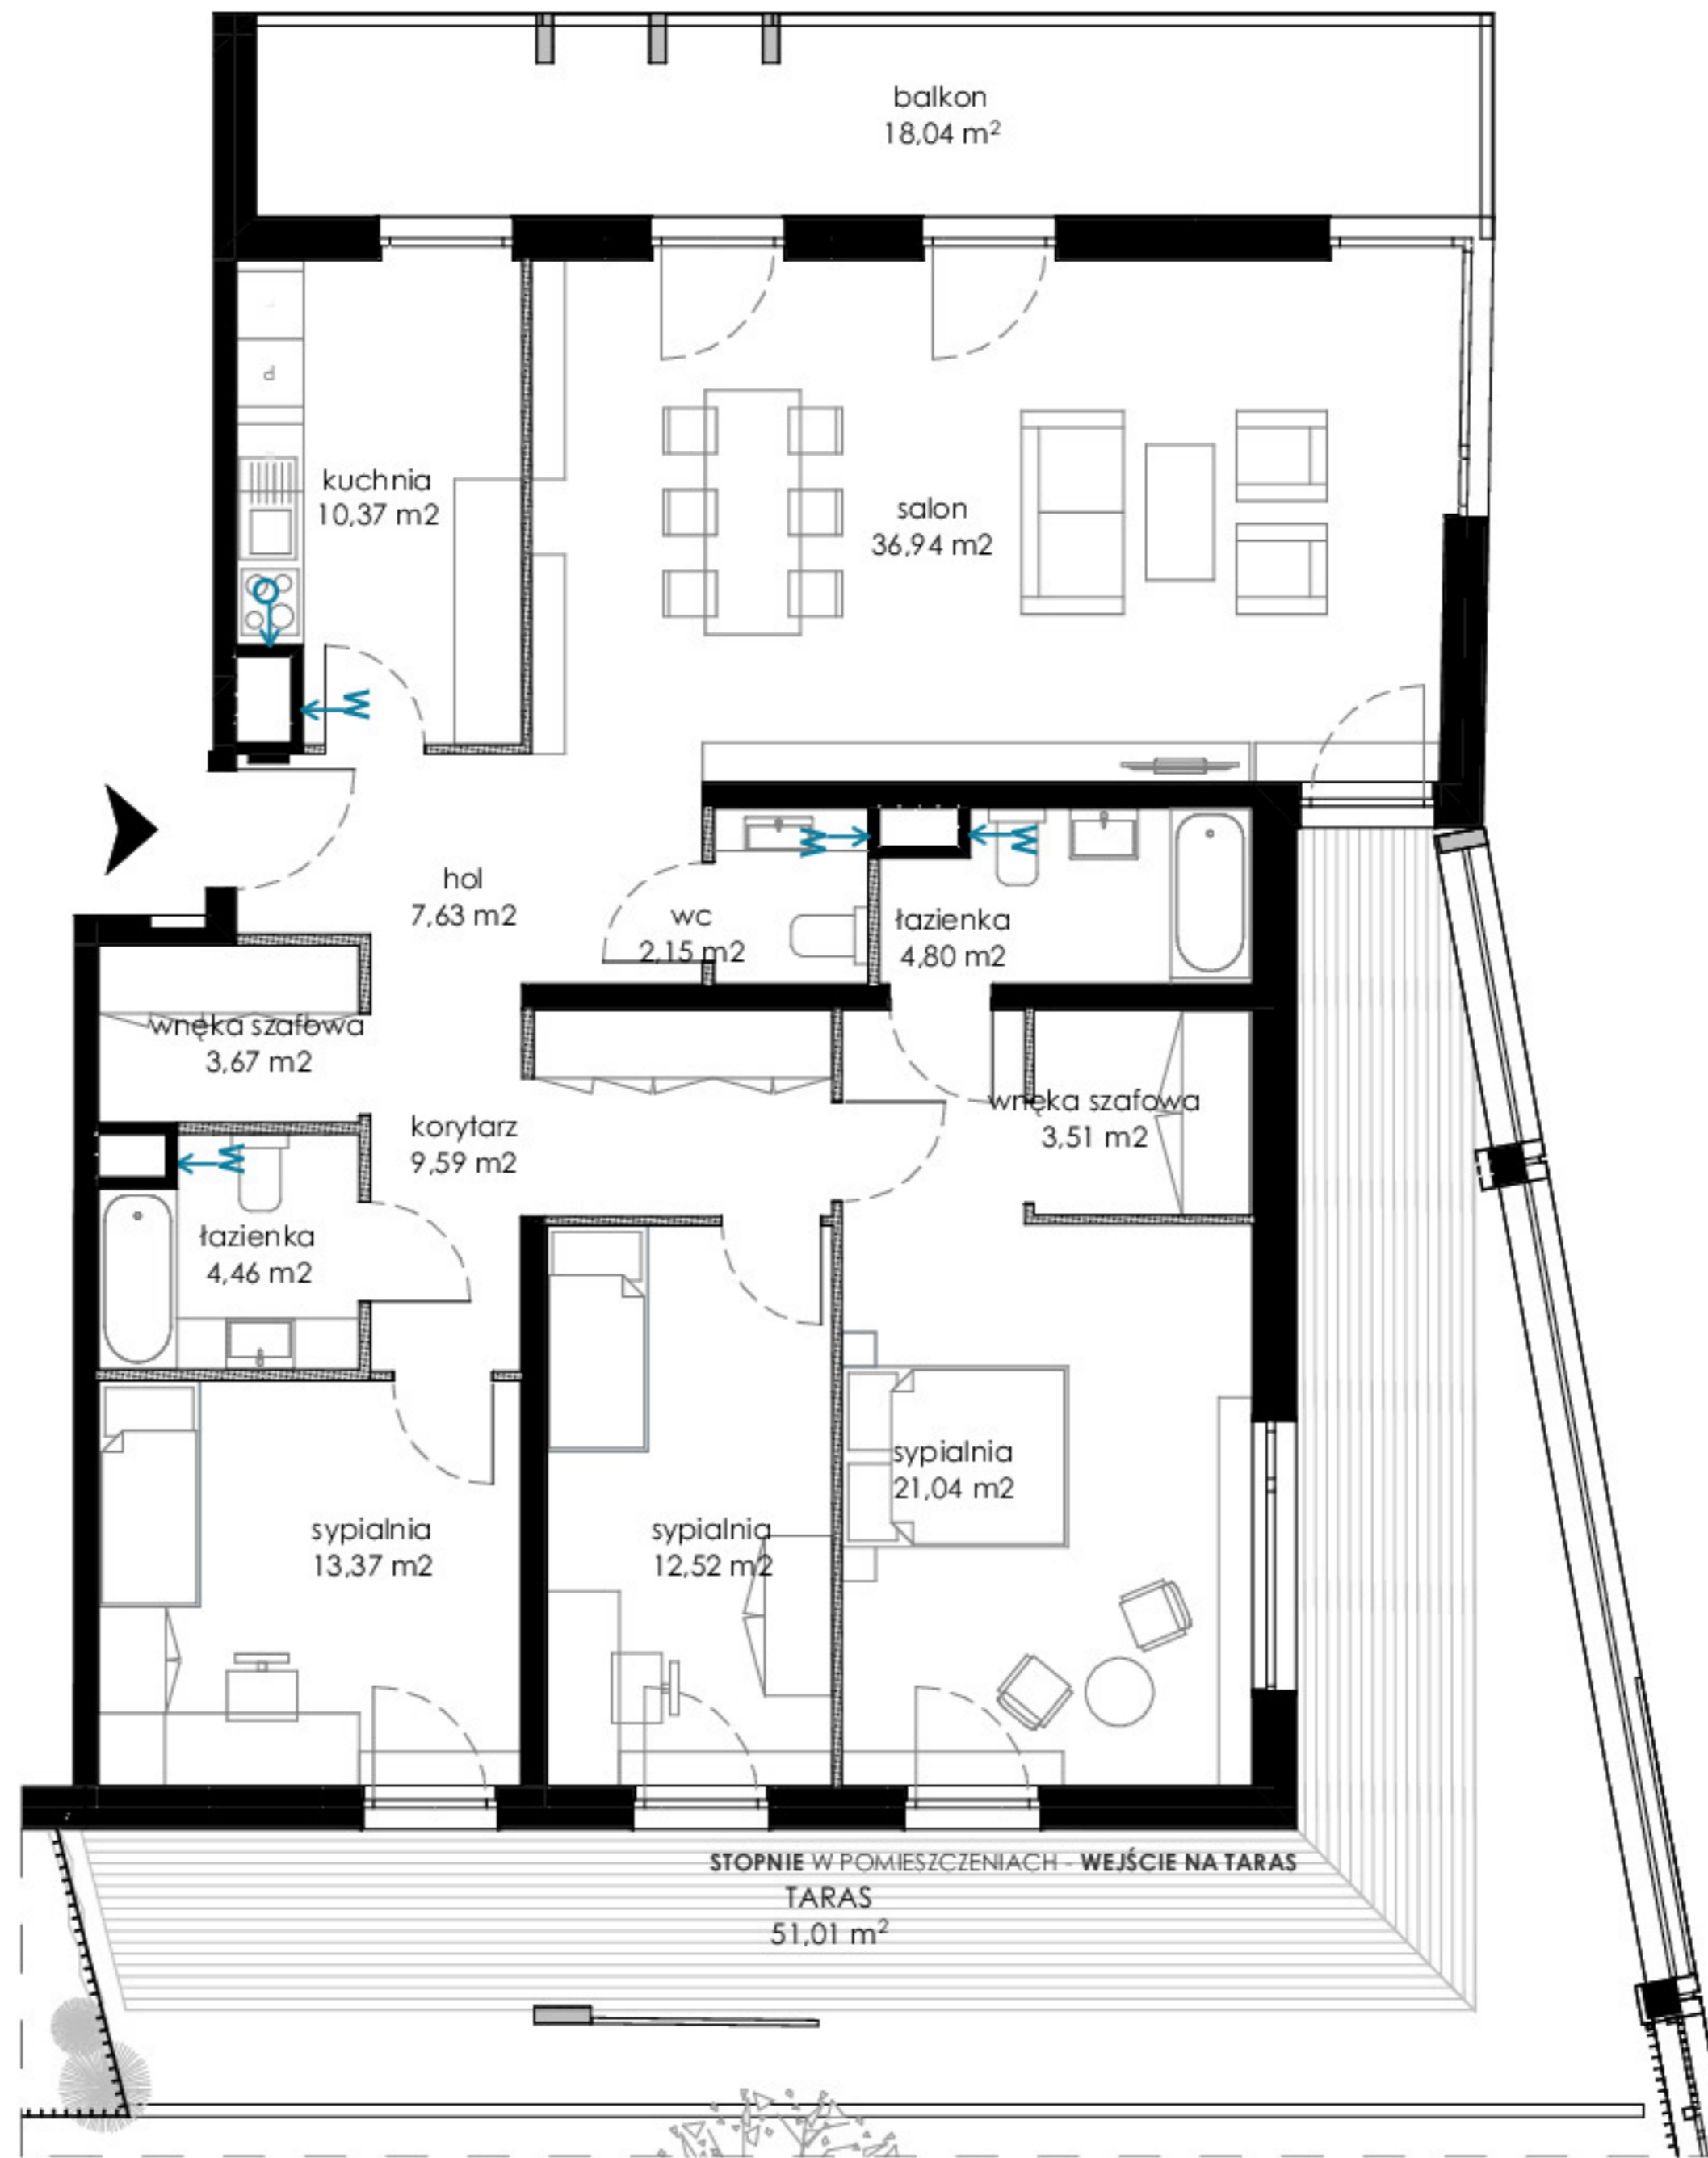 balkon
18,04 m²
kuchnia
10,37 m2
salon
36,94 m2
hol
7,63 m2
wc
2,15 m2
łazienka
4,80 m2
wnęka szafowa
3,67 m2
korytarz
9,59 m2
wnęka szafowa
3,51 m2
łazienka
4,46 m2
sypialnia
13,37 m2
sypialnia
12,52 m2
sypialnia
21,04 m2
STOPNIE W POMIESZCZENIACH - WEJŚCIE NA TARAS
TARAS
51,01 m²